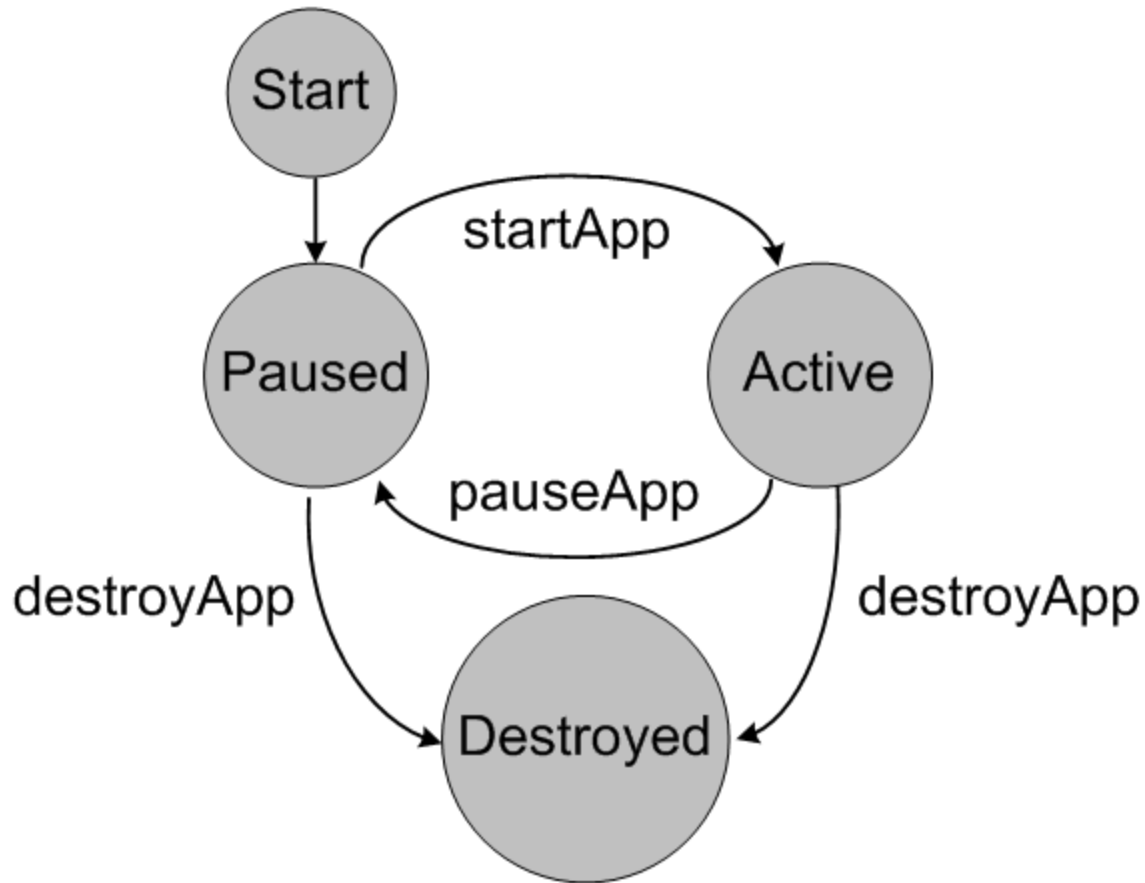 Start
startApp
Paused
Active
pauseApp
destroyApp
destroyApp
Destroyed